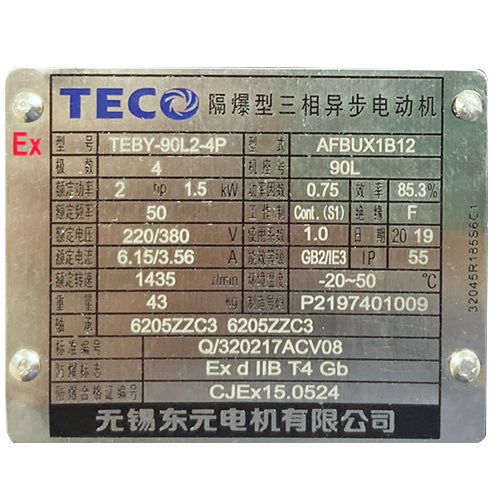 TECO 隔爆型三相异步电动机
Ex
型号 TEBY-90L2-4P 型式 AFBUX1B12
极数 4 机座号 90L
额定功率 2 hp 1.5 kW 功率因数 0.75 效率 85.3%
额定频率 50 工作制 Cont.(S1) 绝缘 F
额定电压 220/380 V 使用系数 1.0 日期 20 19
额定电流 6.15/3.56 A 能效等级 GB2/IE3 IP 55
额定转速 1435 r/min 环境温度 -20~50 ℃
重量 43 kg 制造号码 P2197401009
轴承 6205ZZC3 6205ZZC3
标准编号 Q/320217ACV08
防爆标志 Ex d IIB T4 Gb
防爆合格证编号 CJEx15.0524
无锡东元电机有限公司
32045R185S6C1